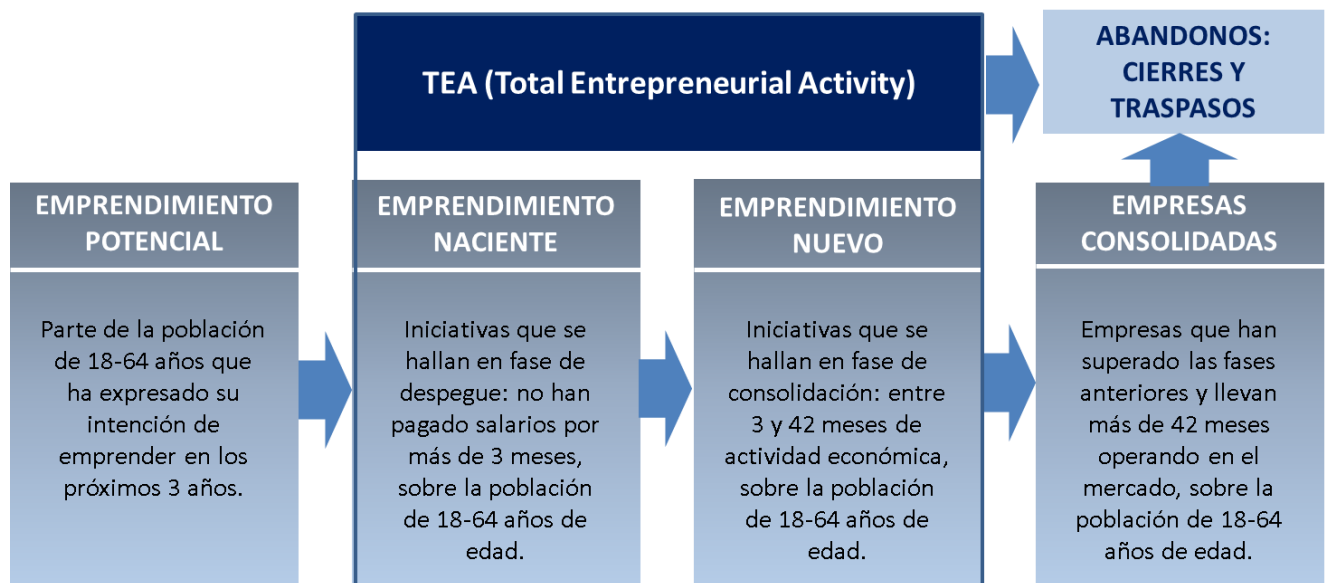 TEA (Total Entrepreneurial Activity)
ABANDONOS:
CIERRES Y
TRASPASOS
EMPRENDIMIENTO
POTENCIAL
Parte de la población
de 18-64 años que
ha expresado su
intención de
emprender en los
próximos 3 años.
EMPRENDIMIENTO
NACIENTE
Iniciativas que se
hallan en fase de
despegue: no han
pagado salarios por
más de 3 meses,
sobre la población
de 18-64 años de
edad.
EMPRENDIMIENTO
NUEVO
Iniciativas que se
hallan en fase de
consolidación: entre
3 y 42 meses de
actividad económica,
sobre la población
de 18-64 años de
edad.
EMPRESAS
CONSOLIDADAS
Empresas que han
superado las fases
anteriores y llevan
más de 42 meses
operando en el
mercado, sobre la
población de 18-64
años de edad.